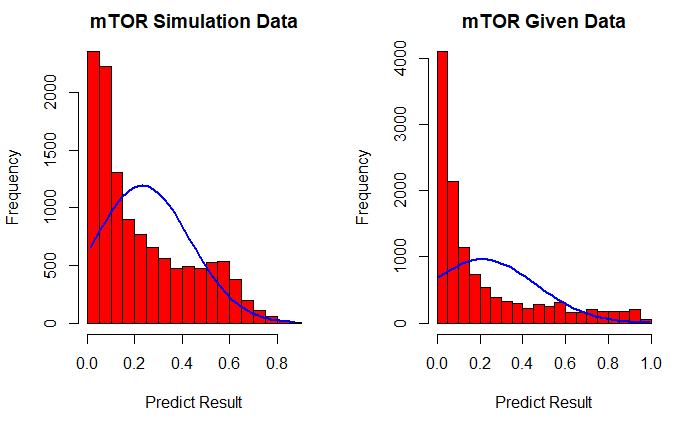 mTOR Simulation Data
Frequency
0
500
1000
1500
2000
0.0 0.2 0.4 0.6 0.8
Predict Result
mTOR Given Data
Frequency
0
1000
2000
3000
4000
0.0 0.2 0.4 0.6 0.8 1.0
Predict Result